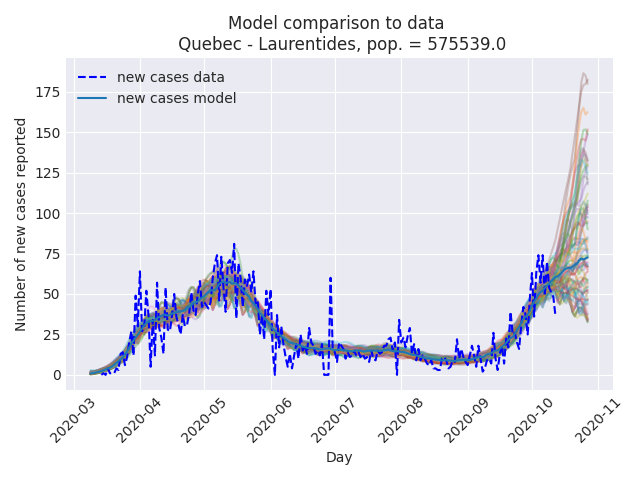 Model comparison to data
Quebec - Laurentides, pop. = 575539.0
new cases data
new cases model
Number of new cases reported
175
150
125
100
75
50
25
0
2020-03
2020-04
2020-05
2020-06
2020-07
2020-08
2020-09
2020-10
2020-11
Day